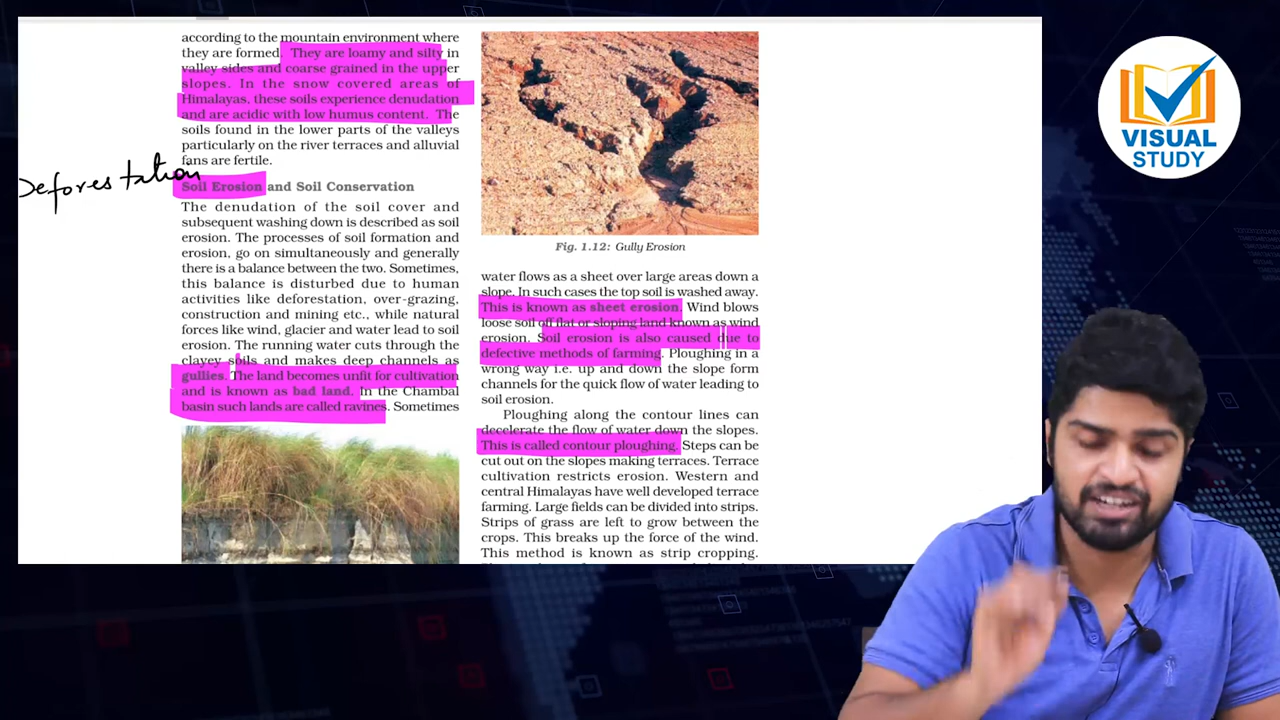 according to the mountain environment where
they are formed. They are loamy and silty in
valley sides and coarse grained in the upper
slopes. In the snow covered areas of
Himalayas, these soils experience denudation
and are acidic with low humus content. The
soils found in the lower parts of the valleys
particularly on the river terraces and alluvial
fans are fertile.
Deforestation
Soil Erosion and Soil Conservation
The denudation of the soil cover and
subsequent washing down is described as soil
erosion. The processes of soil formation and
erosion, go on simultaneously and generally
there is a balance between the two. Sometimes,
this balance is disturbed due to human
activities like deforestation, over-grazing,
construction and mining etc., while natural
forces like wind, glacier and water lead to soil
erosion. The running water cuts through the
clayey soils and makes deep channels as
gullies. The land becomes unfit for cultivation
and is known as bad land. In the Chambal
basin such lands are called ravines. Sometimes
Fig. 1.12: Gully Erosion
water flows as a sheet over large areas down a
slope. In such cases the top soil is washed away.
This is known as sheet erosion. Wind blows
loose soil off flat or sloping land known as wind
erosion. Soil erosion is also caused due to
defective methods of farming. Ploughing in a
wrong way i.e. up and down the slope form
channels for the quick flow of water leading to
soil erosion.
Ploughing along the contour lines can
decelerate the flow of water down the slopes.
This is called contour ploughing. Steps can be
cut out on the slopes making terraces. Terrace
cultivation restricts erosion. Western and
central Himalayas have well developed terrace
farming. Large fields can be divided into strips.
Strips of grass are left to grow between the
crops. This breaks up the force of the wind.
This method is known as strip cropping.
VISUAL
STUDY